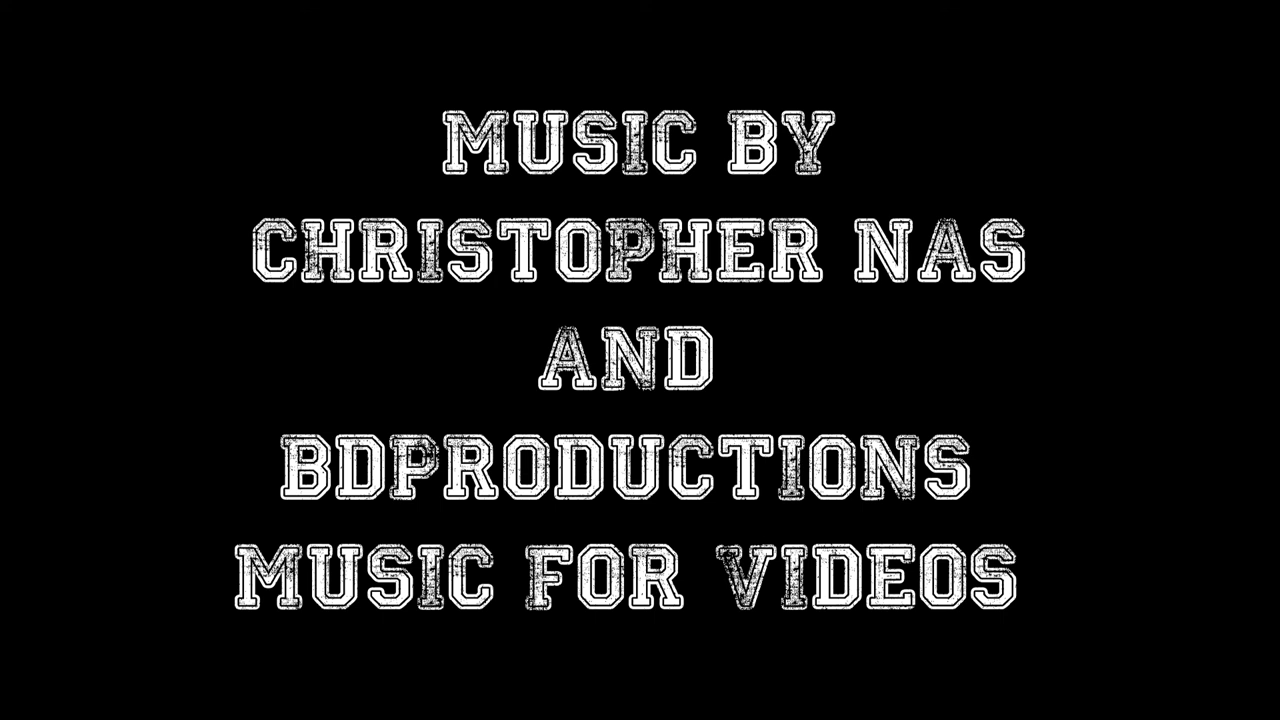 MUSIC BY
CHRISTOPHER NAS
AND
BDPRODUCTIONS
MUSIC FOR VIDEOS